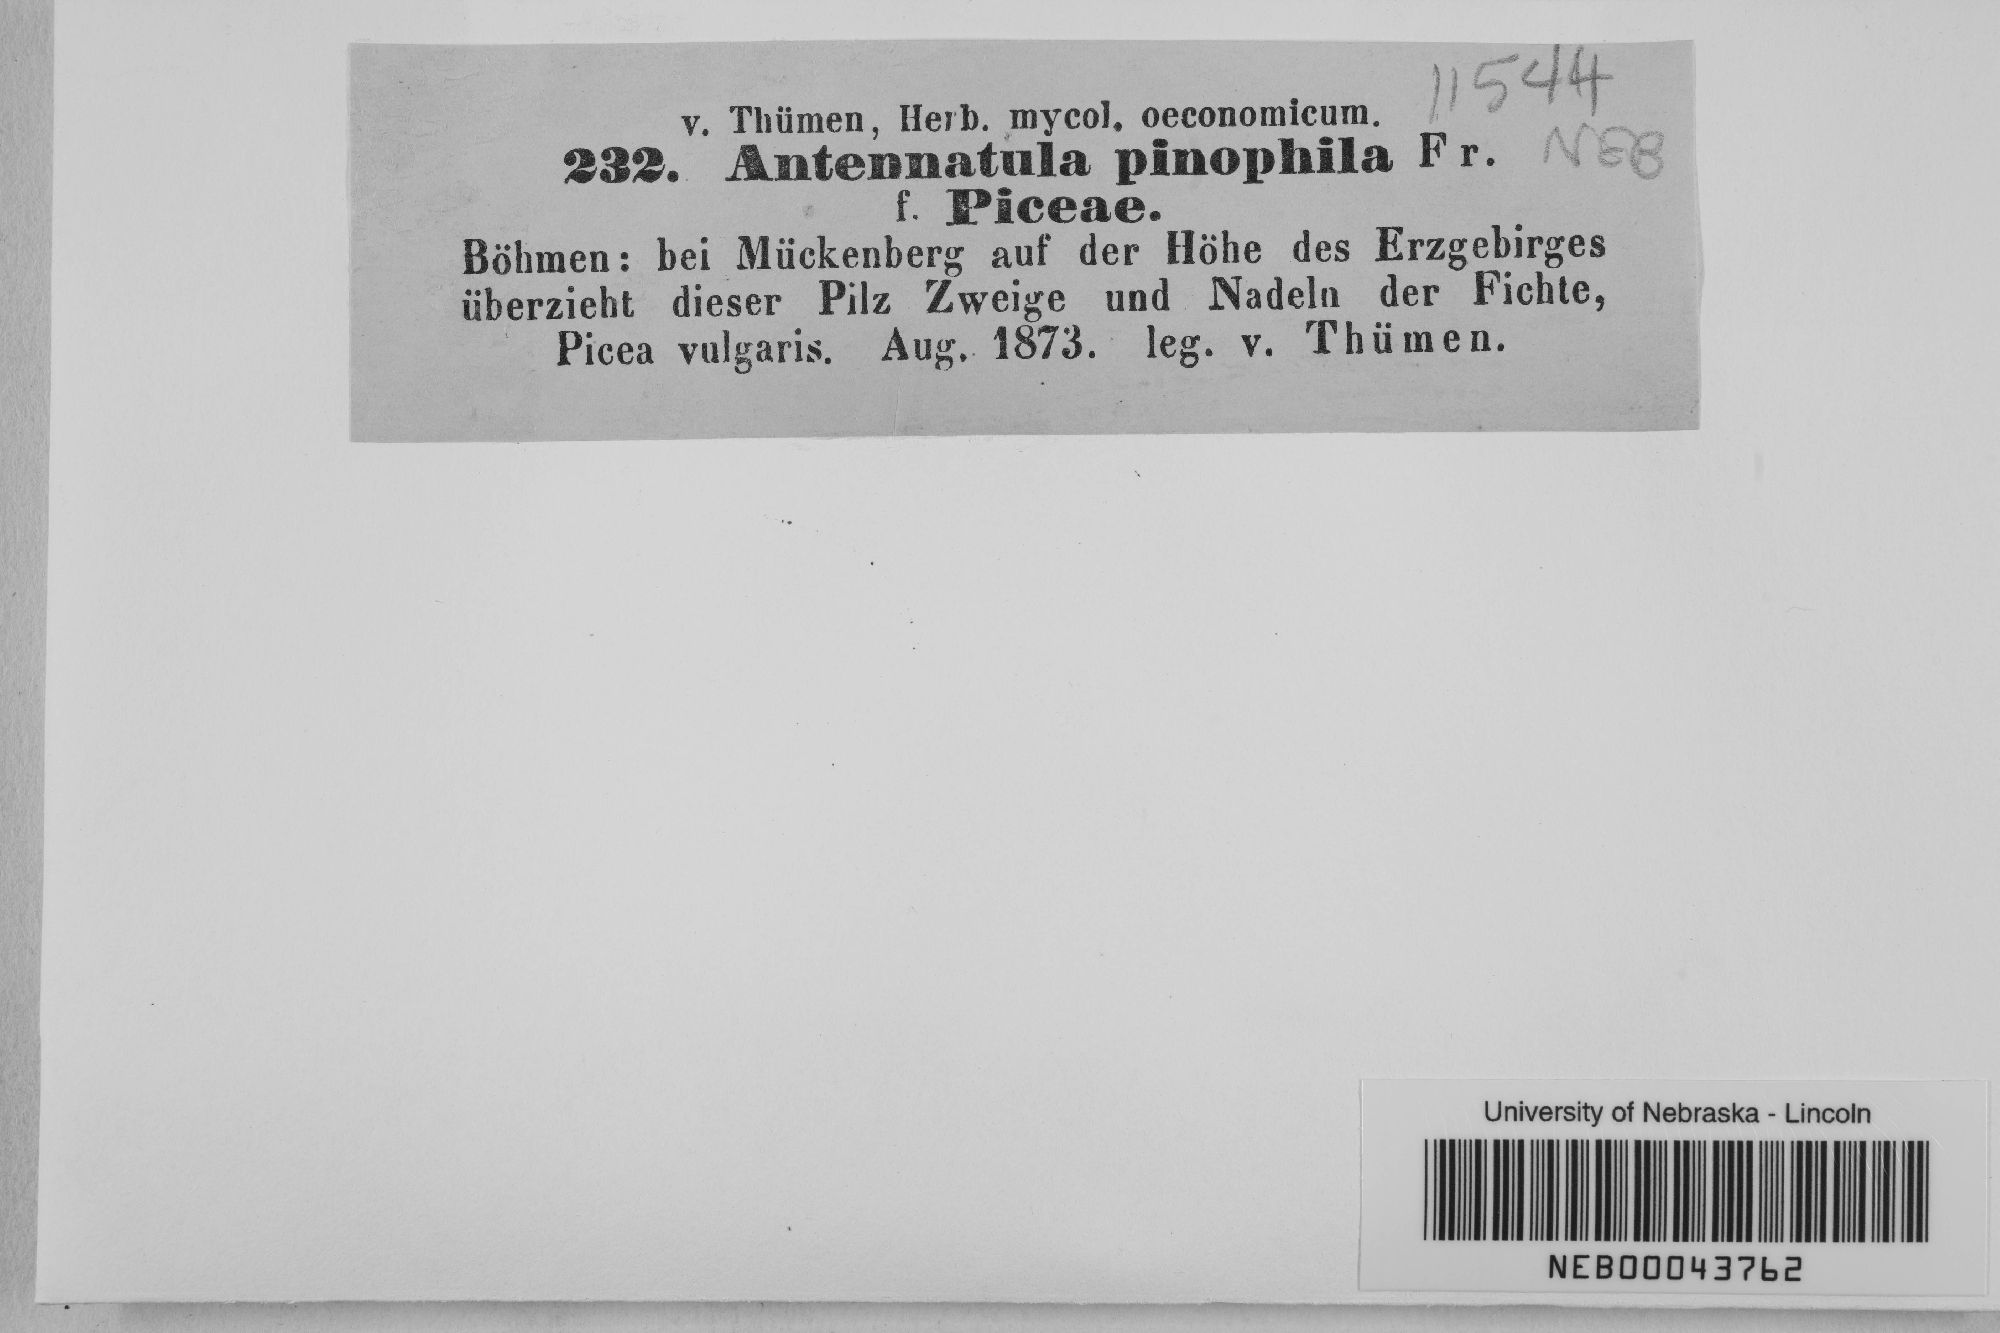 11544
v. Thümen, Herb. mycol. oeconomicum.
NEB
232. Antennatula pinophila Fr.
f. Piceae.
Böhmen: bei Mückenberg auf der Höhe des Erzgebirges
überzieht dieser Pilz Zweige und Nadeln der Fichte,
Picea vulgaris. Aug. 1873. leg. v. Thümen.
University of Nebraska - Lincoln
NEB00043762